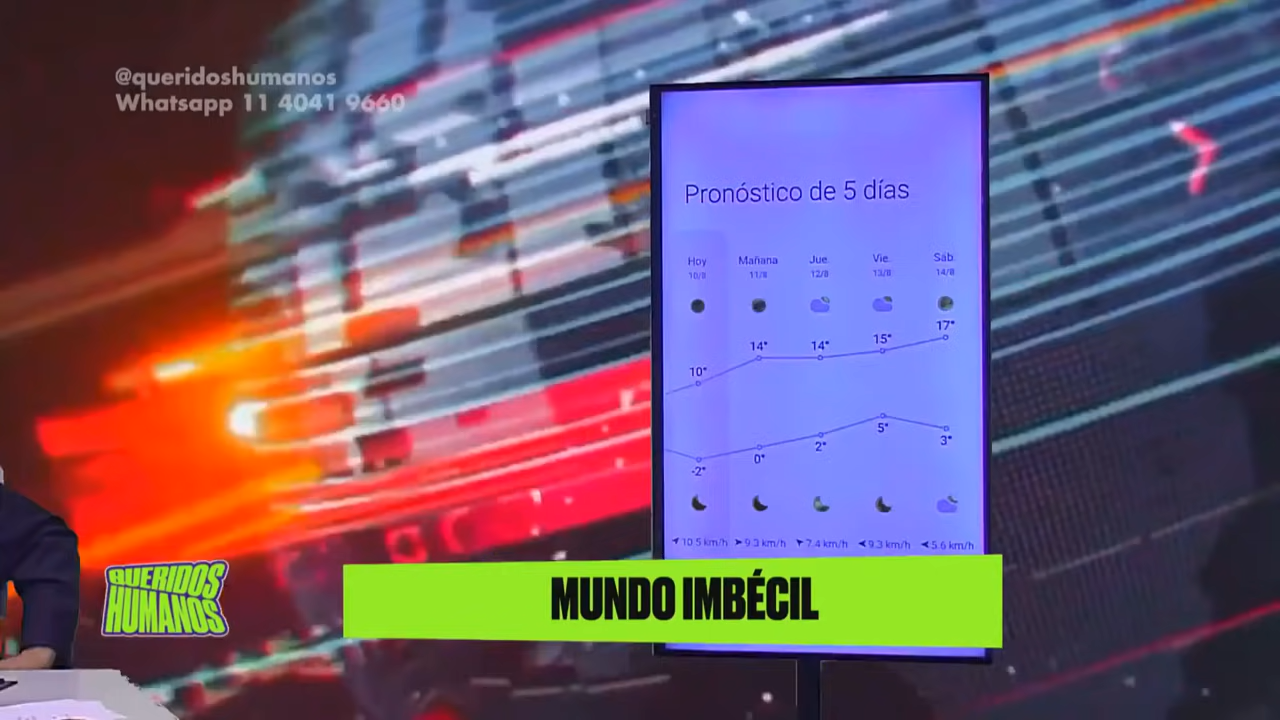 @queridoshumanos
Whatsapp 11 4041 9660
Pronóstico de 5 días
Hoy Mañana Jue. Vie. Sáb.
10/8 11/8 12/8 13/8 14/8
10° 14° 14° 15° 17°
-2° 0° 2° 5° 3°
10.5 km/h 9.3 km/h 7.4 km/h 9.3 km/h 5.6 km/h
QUERIDOS
HUMANOS
MUNDO IMBÉCIL